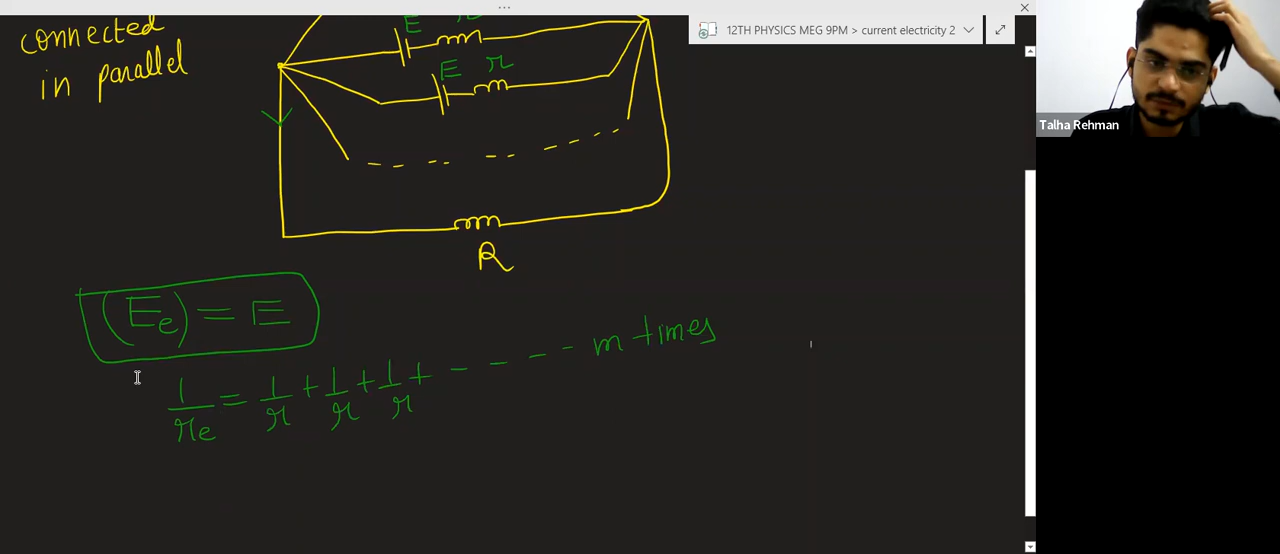 12TH PHYSICS MEG 9PM > current electricity 2
Talha Rehman
connected
in parallel
E
E r
R
(Ee) = E
1/re = 1/r + 1/r + 1/r + - - - - m times